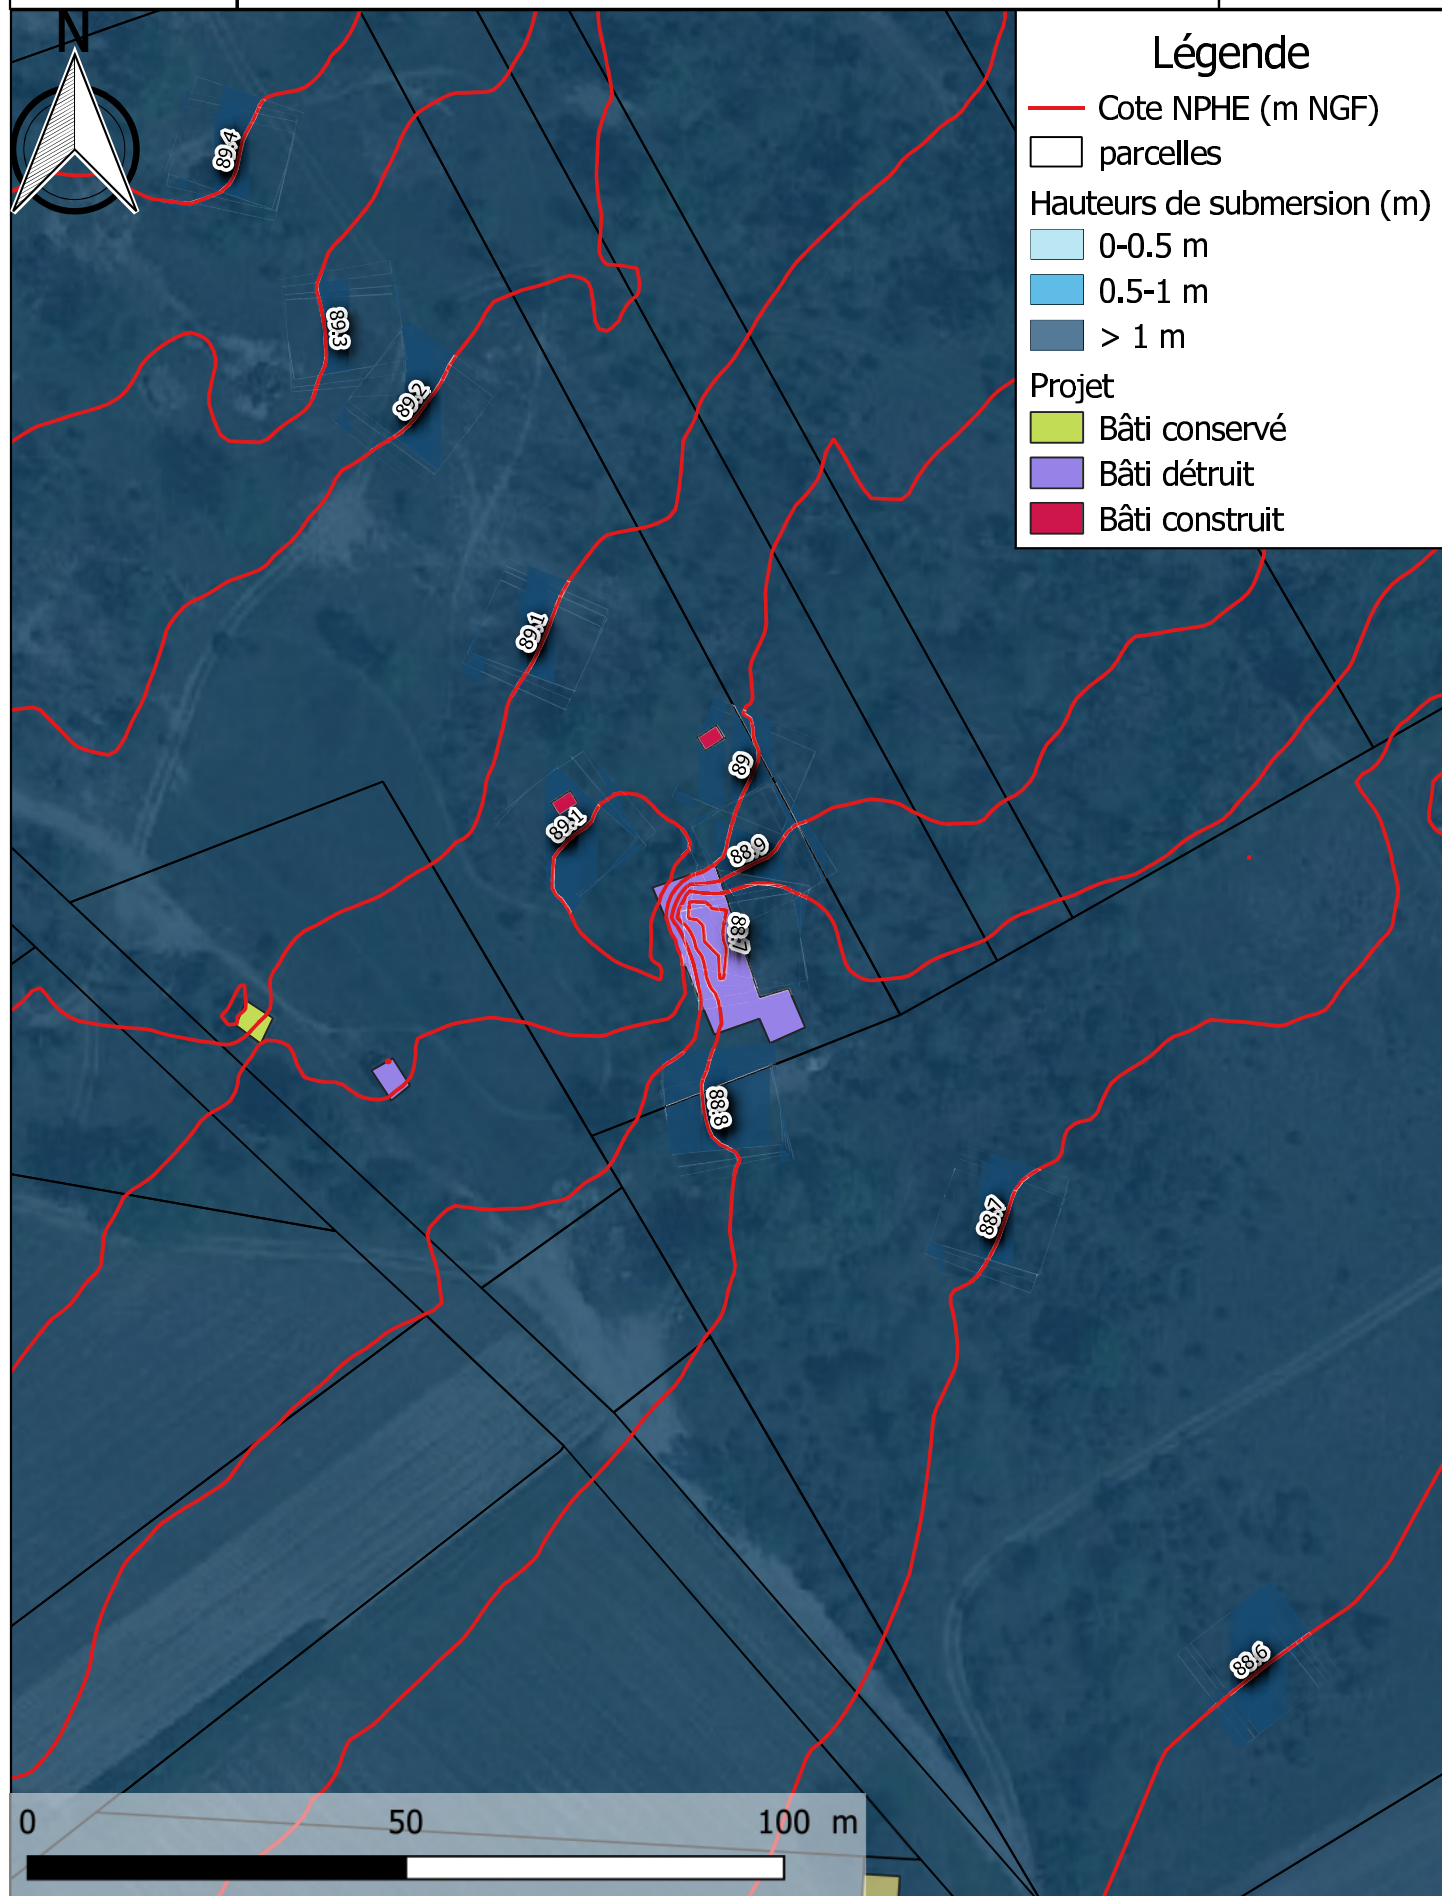 N
Légende
Cote NPHE (m NGF)
parcelles
Hauteurs de submersion (m)
0-0.5 m
0.5-1 m
> 1 m
Projet
Bâti conservé
Bâti détruit
Bâti construit
89.4
89.3
89.2
89.1
89
89.1
88.9
88.7
88.8
88.7
88.6
0 50 100 m